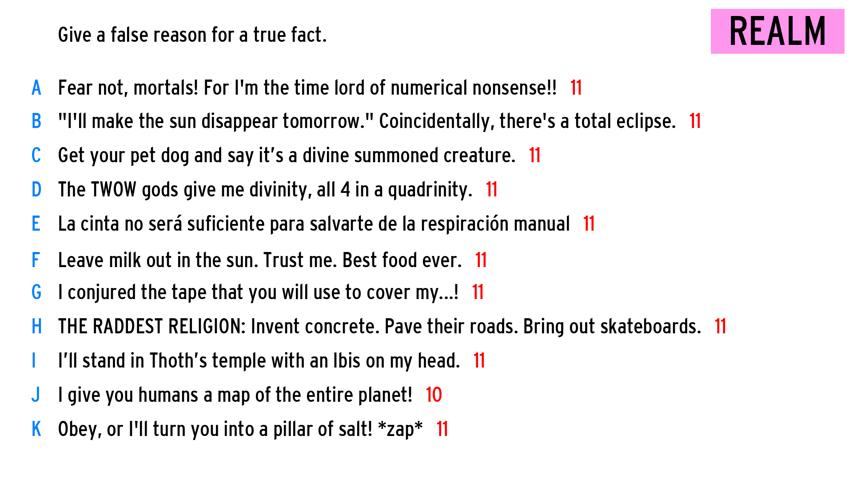 Give a false reason for a true fact.
REALM
A Fear not, mortals! For I'm the time lord of numerical nonsense!! 11
B "I'll make the sun disappear tomorrow." Coincidentally, there's a total eclipse. 11
C Get your pet dog and say it’s a divine summoned creature. 11
D The TWOW gods give me divinity, all 4 in a quadrinity. 11
E La cinta no será suficiente para salvarte de la respiración manual 11
F Leave milk out in the sun. Trust me. Best food ever. 11
G I conjured the tape that you will use to cover my...! 11
H THE RADDEST RELIGION: Invent concrete. Pave their roads. Bring out skateboards. 11
I I’ll stand in Thoth’s temple with an Ibis on my head. 11
J I give you humans a map of the entire planet! 10
K Obey, or I'll turn you into a pillar of salt! *zap* 11